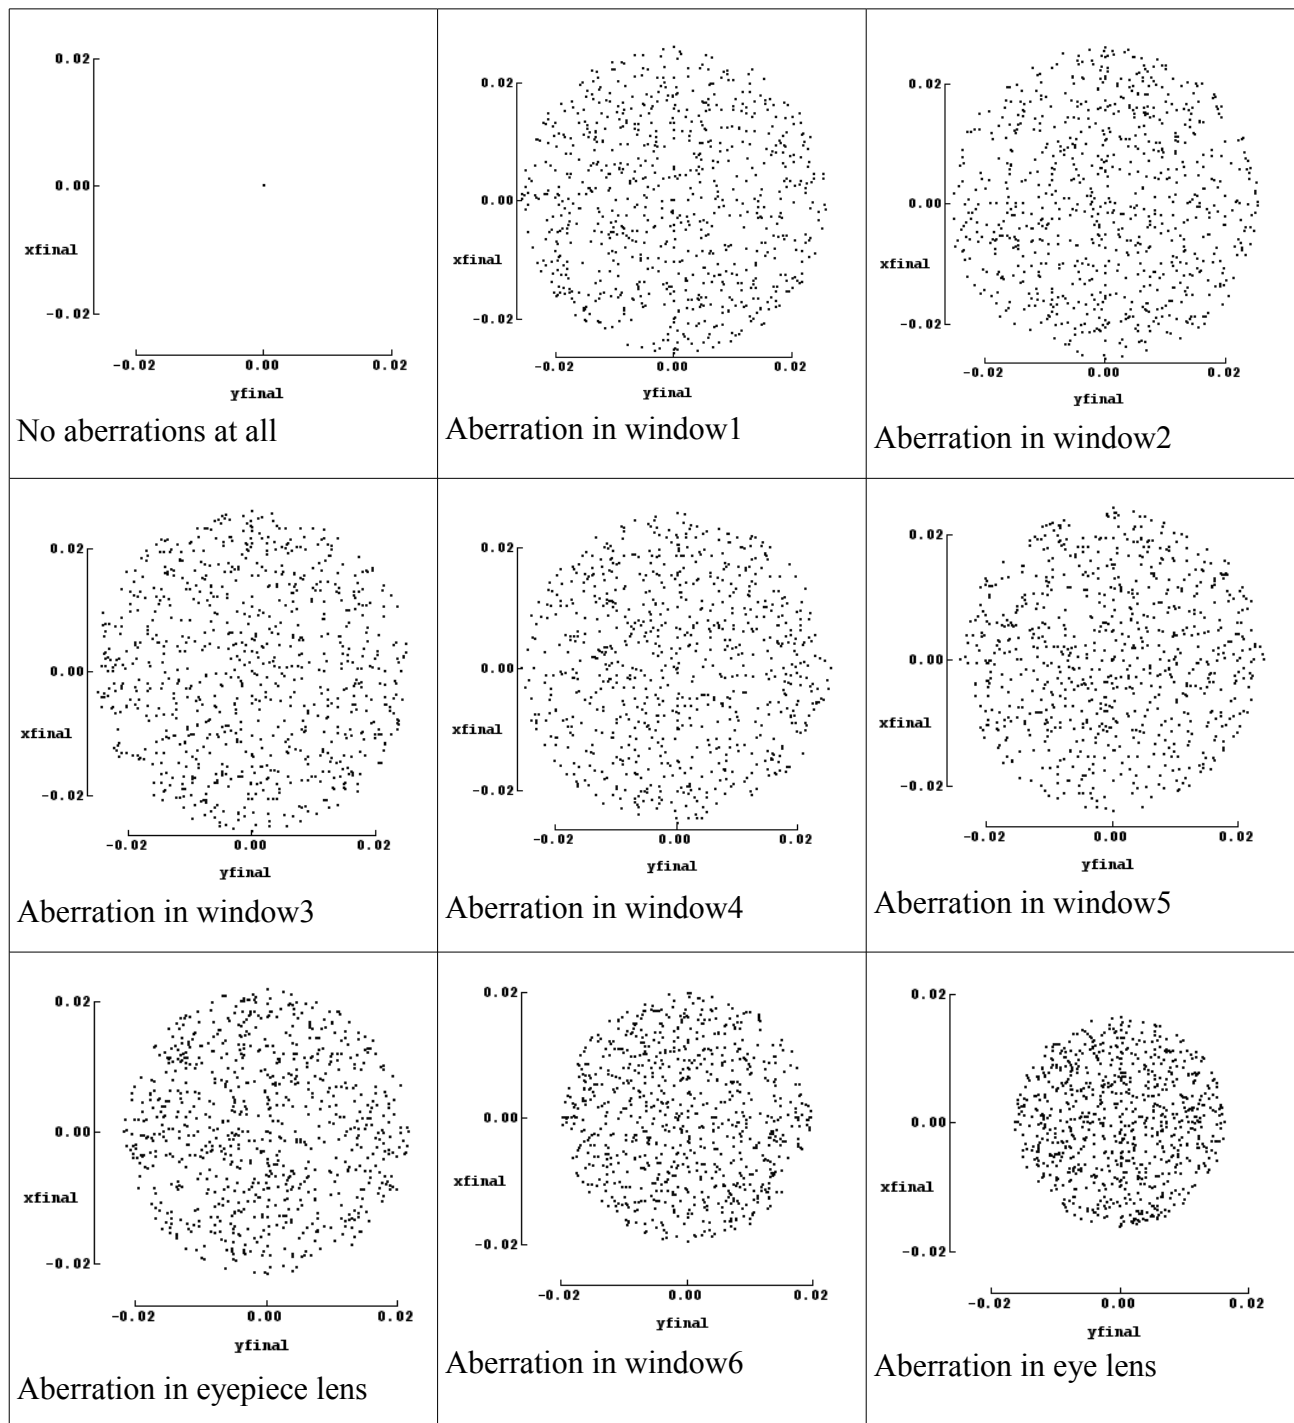 0.02
0.00
xfinal
-0.02
-0.02 0.00 0.02
yfinal
No aberrations at all
0.02
0.00
xfinal
-0.02
-0.02 0.00 0.02
yfinal
Aberration in window1
0.02
0.00
xfinal
-0.02
-0.02 0.00 0.02
yfinal
Aberration in window2
0.02
0.00
xfinal
-0.02
-0.02 0.00 0.02
yfinal
Aberration in window3
0.02
0.00
xfinal
-0.02
-0.02 0.00 0.02
yfinal
Aberration in window4
0.02
0.00
xfinal
-0.02
-0.02 0.00 0.02
yfinal
Aberration in window5
0.02
0.00
xfinal
-0.02
-0.02 0.00 0.02
yfinal
Aberration in eyepiece lens
0.02
0.00
xfinal
-0.02
-0.02 0.00 0.02
yfinal
Aberration in window6
0.02
0.00
xfinal
-0.02
-0.02 0.00 0.02
yfinal
Aberration in eye lens